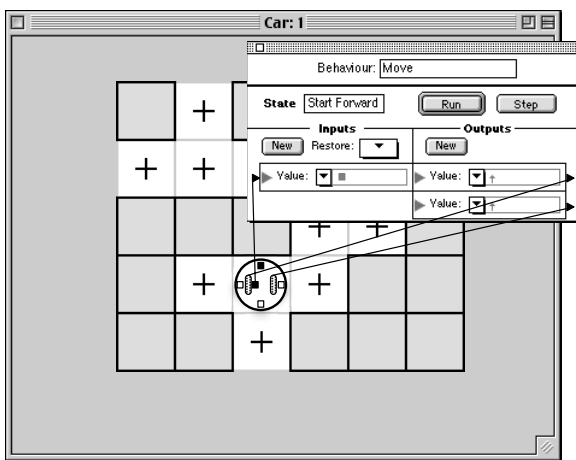 Car: 1
Behaviour: Move
State Start Forward Run Step
Inputs Outputs
New Restore: New
Value: Value:
Value: